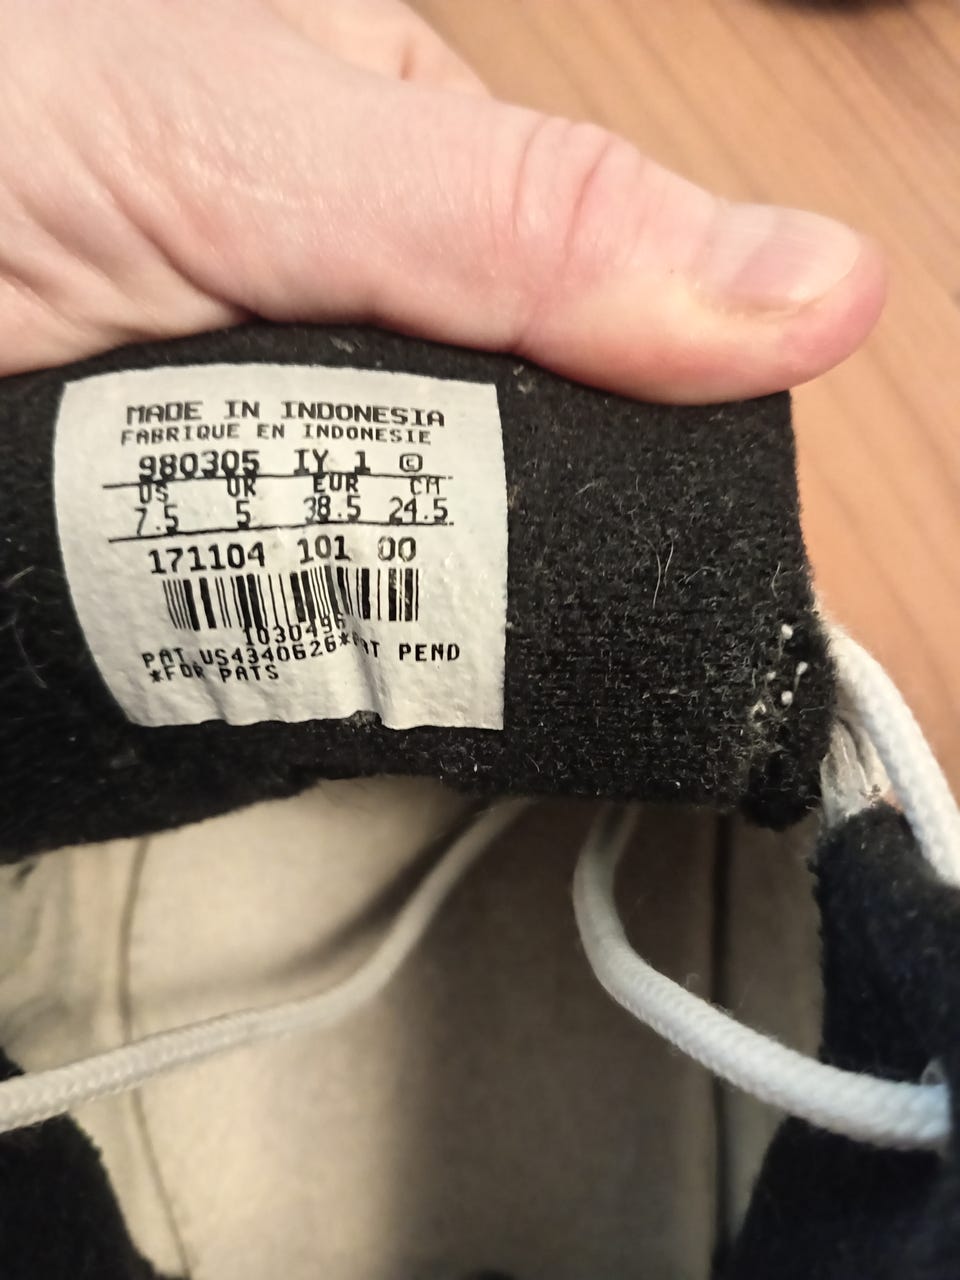 MADE IN INDONESIA
FABRIQUE EN INDONESIE
980305 IY 1 ©
US UK EUR CM
7.5 5 38.5 24.5
171104 101 00
PAT US4340626*PAT PEND
*FOR PATS